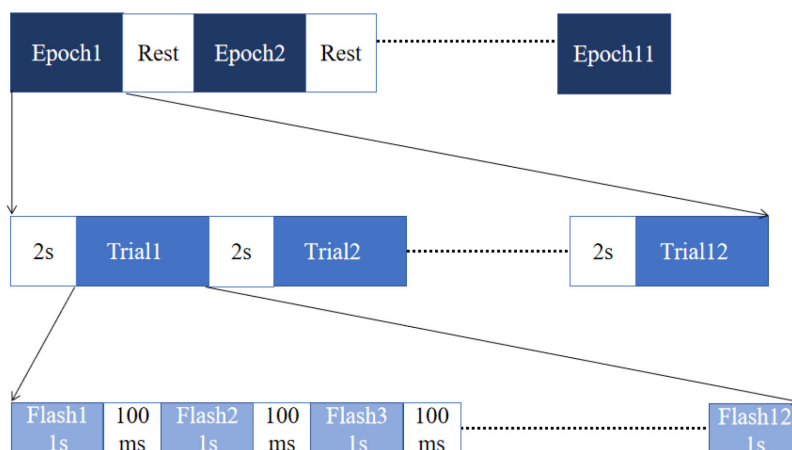 Epoch1 Rest Epoch2 Rest Epoch11
2s Trial1 2s Trial2 2s Trial12
Flash1 100 Flash2 100 Flash3 100 Flash12
1s ms 1s ms 1s ms 1s